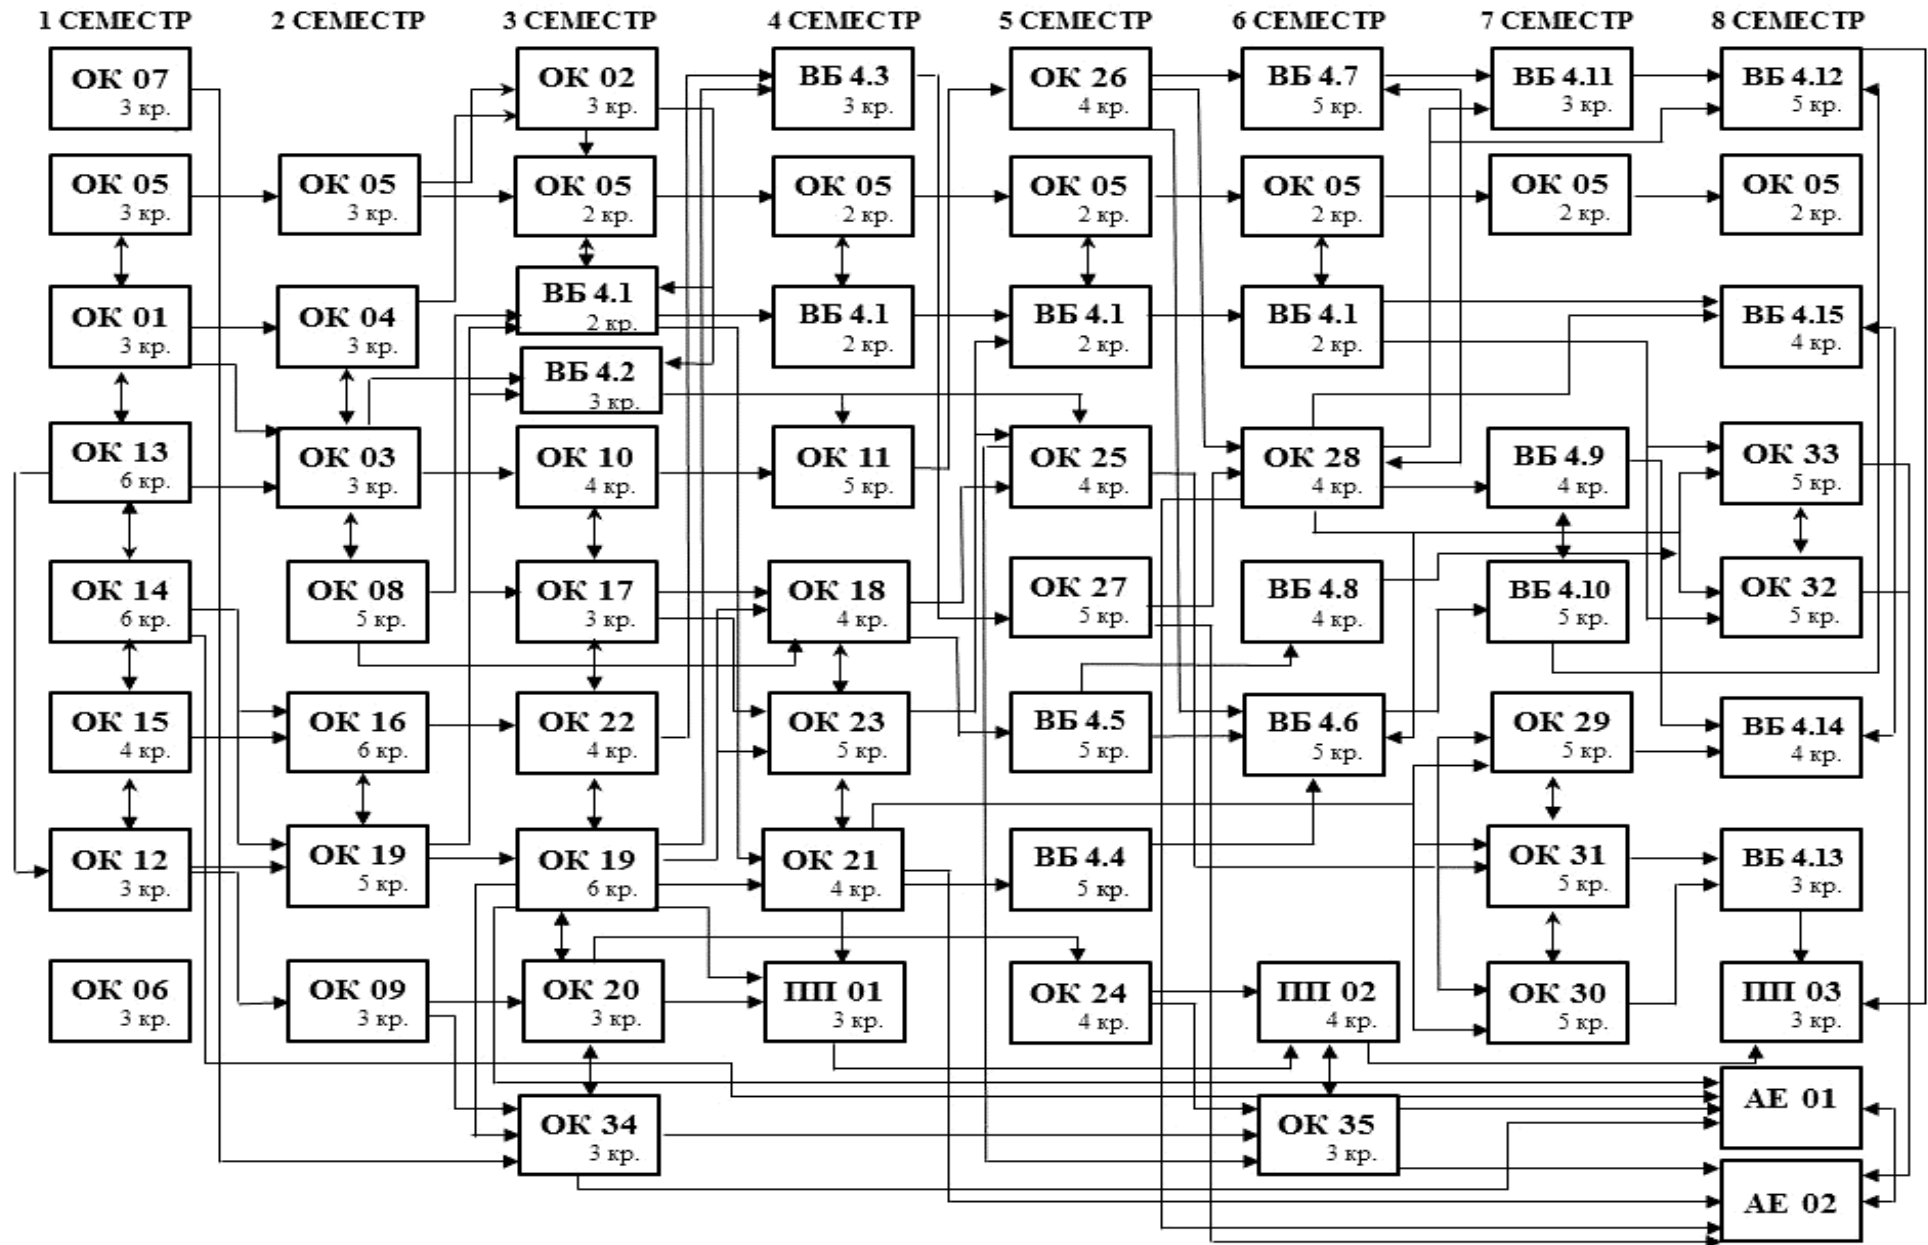 1 СЕМЕСТР
2 СЕМЕСТР
3 СЕМЕСТР
4 СЕМЕСТР
5 СЕМЕСТР
6 СЕМЕСТР
7 СЕМЕСТР
8 СЕМЕСТР
ОК 07
3 кр.
ОК 02
3 кр.
ВБ 4.3
3 кр.
ОК 26
4 кр.
ВБ 4.7
5 кр.
ВБ 4.11
3 кр.
ВБ 4.12
5 кр.
ОК 05
3 кр.
ОК 05
3 кр.
ОК 05
2 кр.
ОК 05
2 кр.
ОК 05
2 кр.
ОК 05
2 кр.
ОК 05
2 кр.
ОК 05
2 кр.
ОК 01
3 кр.
ОК 04
3 кр.
ВБ 4.1
2 кр.
ВБ 4.1
2 кр.
ВБ 4.1
2 кр.
ВБ 4.1
2 кр.
ВБ 4.15
4 кр.
ВБ 4.2
3 кр.
ОК 13
6 кр.
ОК 03
3 кр.
ОК 10
4 кр.
ОК 11
5 кр.
ОК 25
4 кр.
ОК 28
4 кр.
ВБ 4.9
4 кр.
ОК 33
5 кр.
ОК 14
6 кр.
ОК 08
5 кр.
ОК 17
3 кр.
ОК 18
4 кр.
ОК 27
5 кр.
ВБ 4.8
4 кр.
ВБ 4.10
5 кр.
ОК 32
5 кр.
ОК 15
4 кр.
ОК 16
6 кр.
ОК 22
4 кр.
ОК 23
5 кр.
ВБ 4.5
5 кр.
ВБ 4.6
5 кр.
ОК 29
5 кр.
ВБ 4.14
4 кр.
ОК 12
3 кр.
ОК 19
5 кр.
ОК 19
6 кр.
ОК 21
4 кр.
ВБ 4.4
5 кр.
ОК 31
5 кр.
ВБ 4.13
3 кр.
ОК 06
3 кр.
ОК 09
3 кр.
ОК 20
3 кр.
ПП 01
3 кр.
ОК 24
4 кр.
ПП 02
4 кр.
ОК 30
5 кр.
ПП 03
3 кр.
ОК 34
3 кр.
ОК 35
3 кр.
АЕ 01
АЕ 02